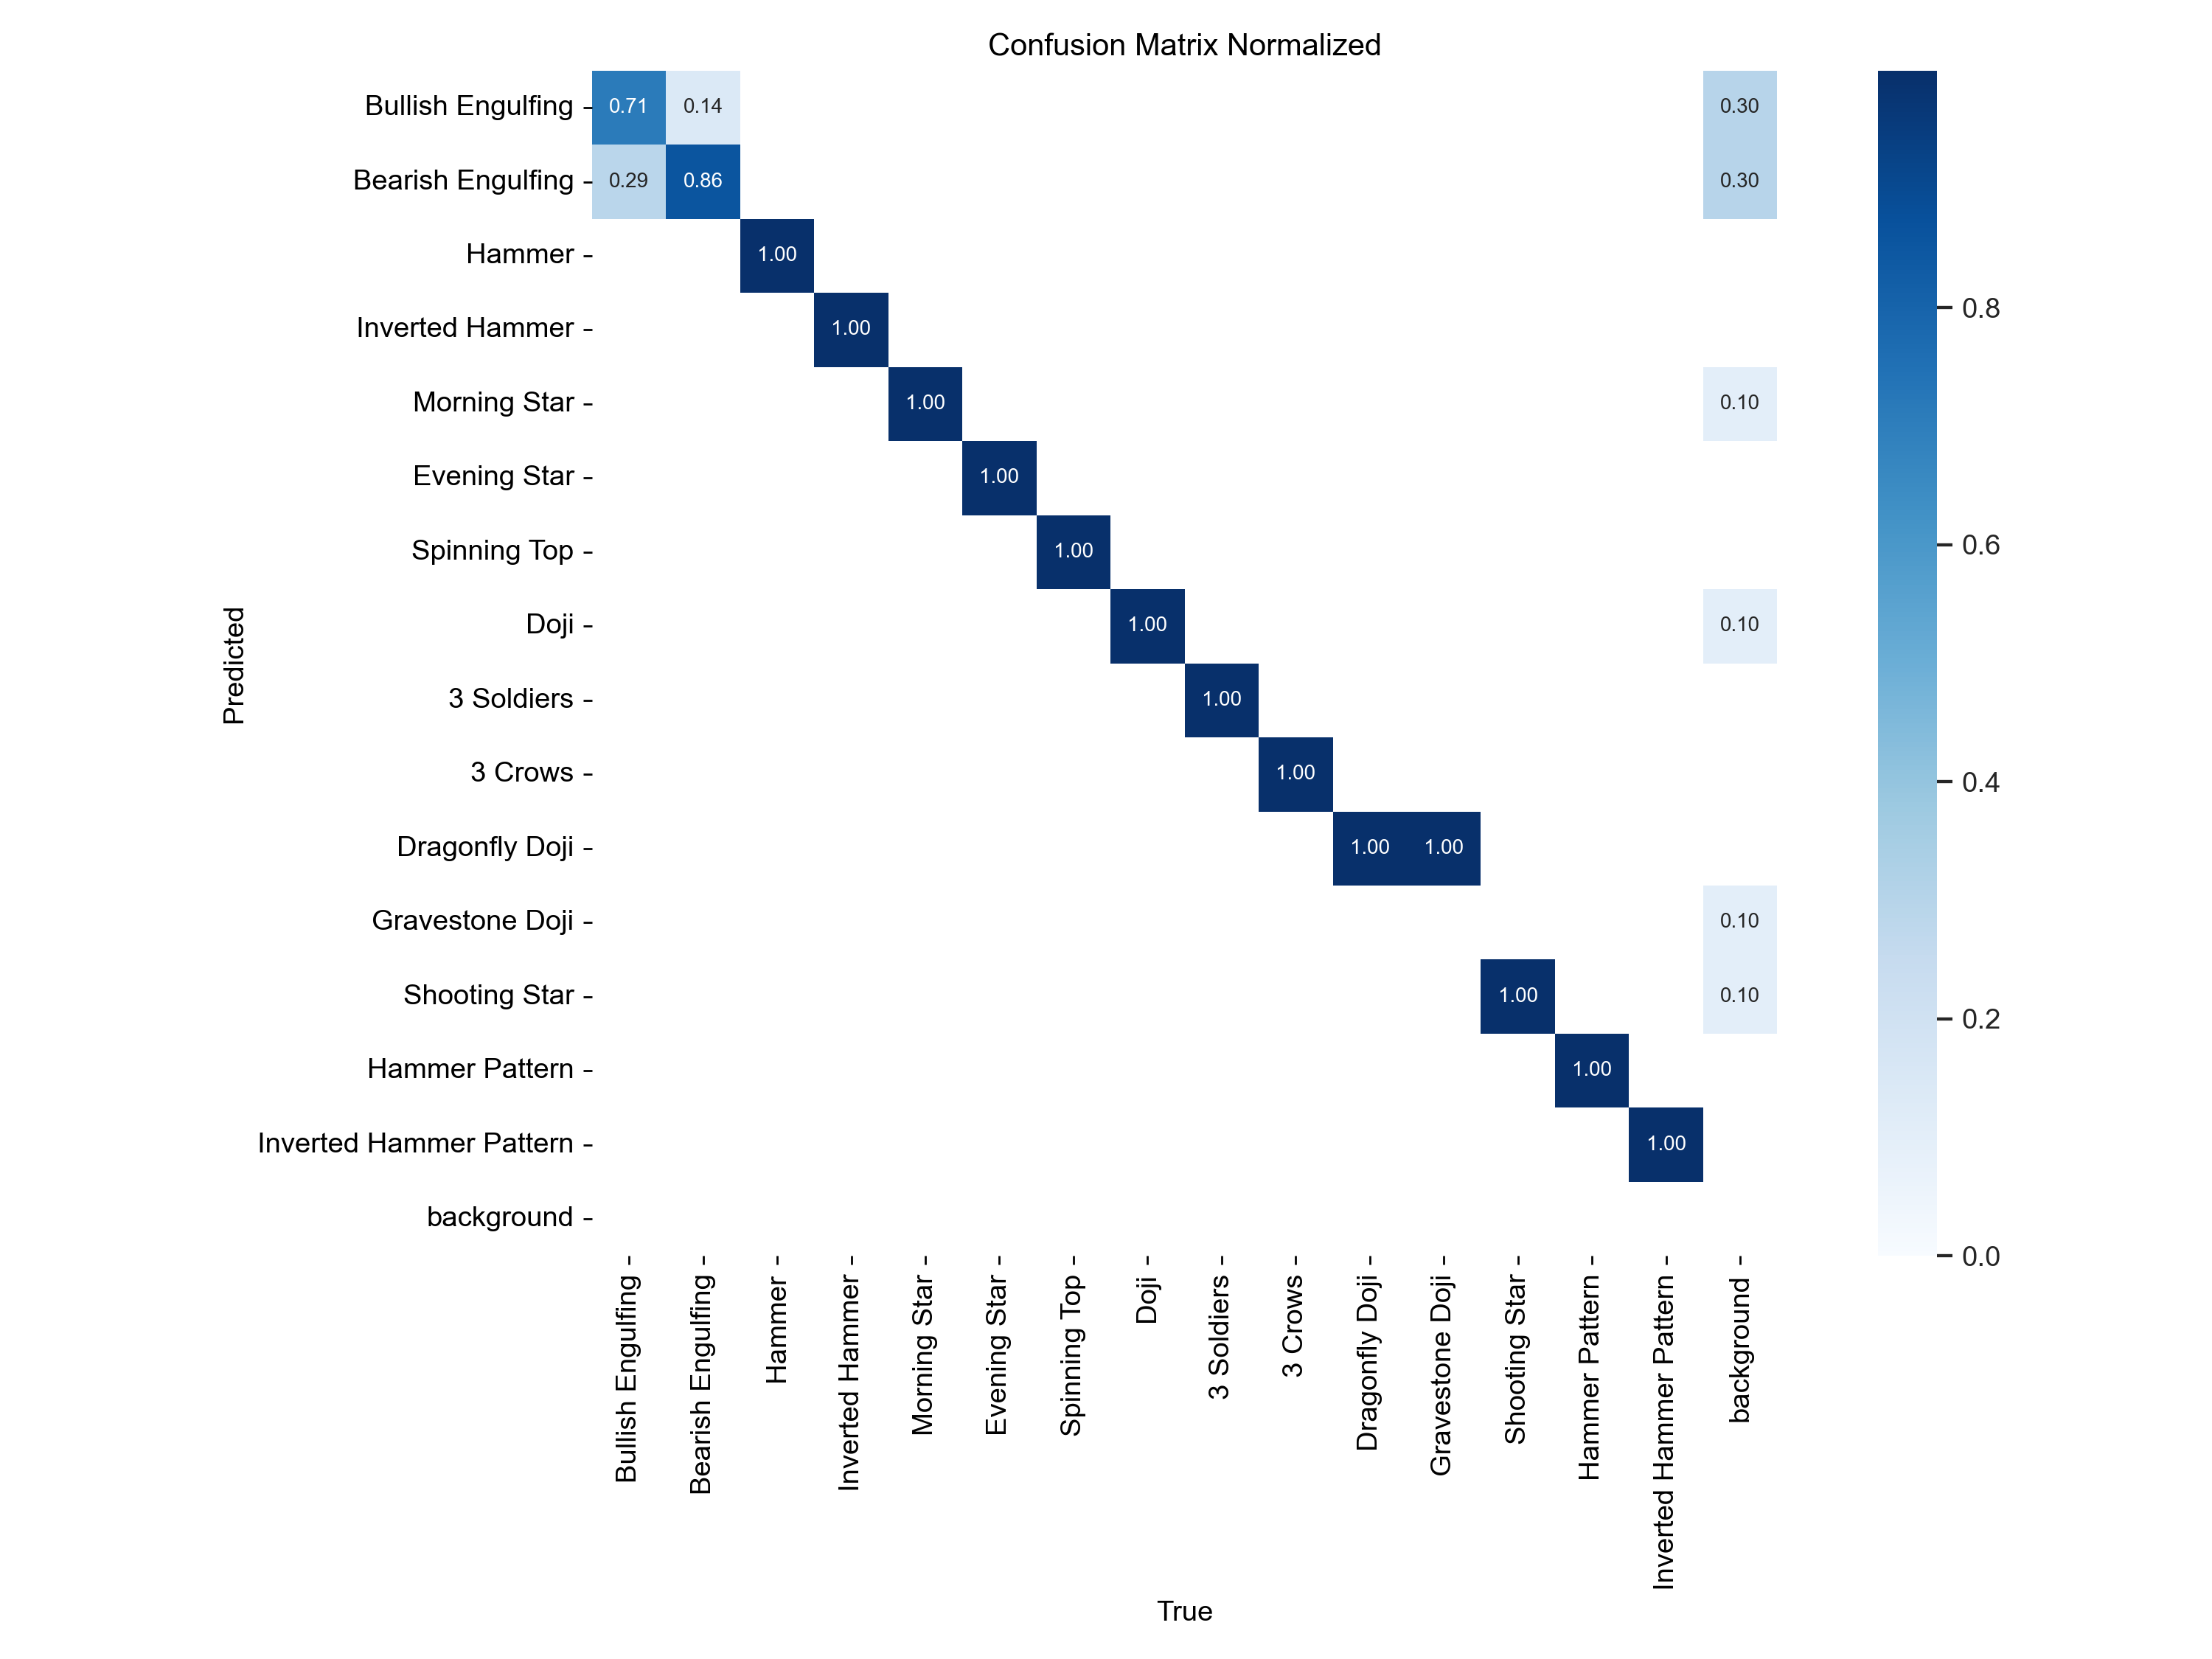 Confusion Matrix Normalized
Bullish Engulfing 0.71 0.14 0.30
Bearish Engulfing 0.29 0.86 0.30
Hammer 1.00
Inverted Hammer 1.00
0.8
Morning Star 1.00 0.10
Evening Star 1.00
Spinning Top 1.00
0.6
Doji 1.00 0.10
Predicted
3 Soldiers 1.00
3 Crows 1.00
0.4
Dragonfly Doji 1.00 1.00
Gravestone Doji 0.10
Shooting Star 1.00 0.10
0.2
Hammer Pattern 1.00
Inverted Hammer Pattern 1.00
background
0.0
Bullish Engulfing
Bearish Engulfing
Hammer
Inverted Hammer
Morning Star
Evening Star
Spinning Top
Doji
3 Soldiers
3 Crows
Dragonfly Doji
Gravestone Doji
Shooting Star
Hammer Pattern
Inverted Hammer Pattern
background
True